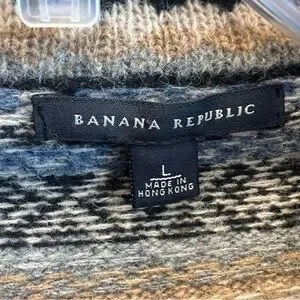 BANANA REPUBLIC
L
MADE IN
HONG KONG